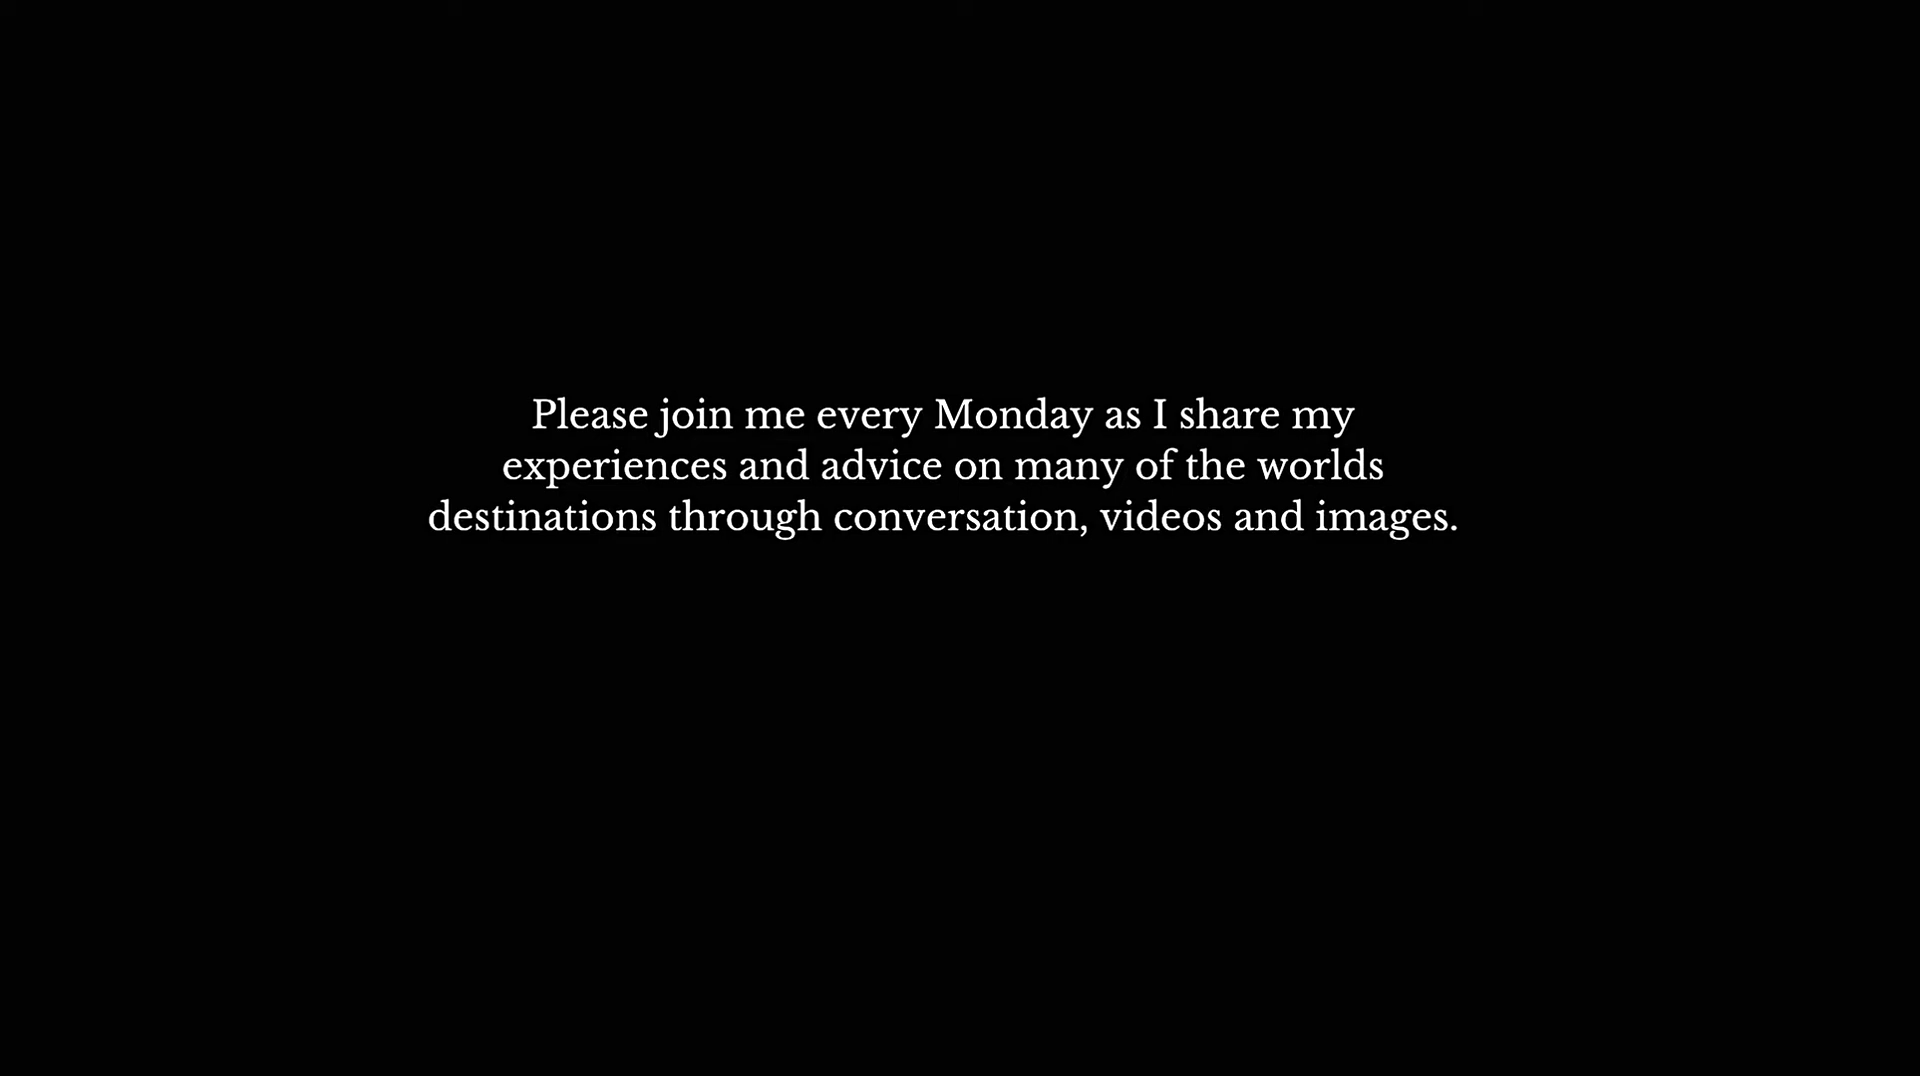 Please join me every Monday as I share my
experiences and advice on many of the worlds
destinations through conversation, videos and images.